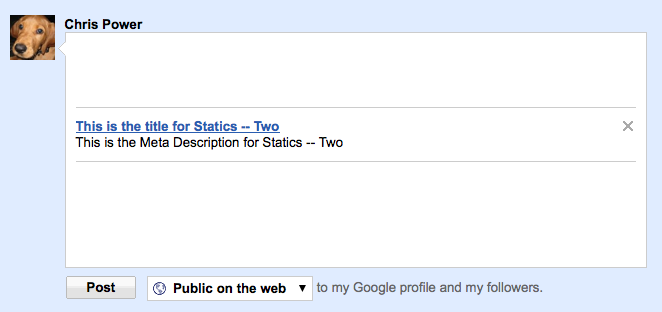 Chris Power
This is the title for Statics -- Two
This is the Meta Description for Statics -- Two
Post
Public on the web
to my Google profile and my followers.